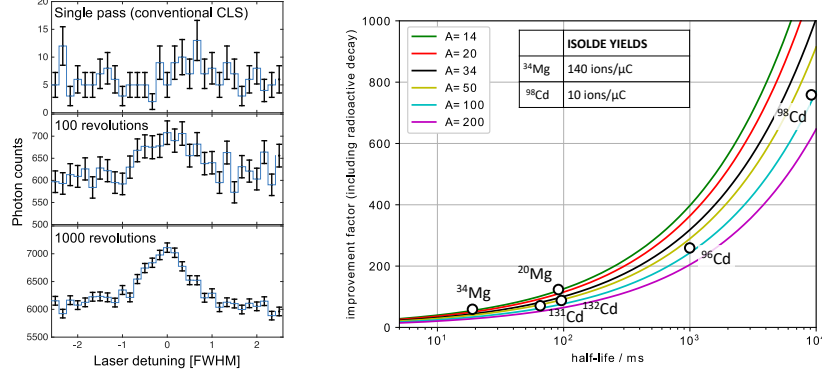 Single pass (conventional CLS)
20
15
10
5
0
100 revolutions
700
650
600
550
500
1000 revolutions
7000
6500
6000
5500
Photon counts
-2
-1
0
1
2
Laser detuning [FWHM]
improvement factor (including radioactive decay)
1000
800
600
400
200
0
A= 14
A= 20
A= 34
A= 50
A= 100
A= 200
ISOLDE YIELDS
³⁴Mg 140 ions/µC
⁹⁸Cd 10 ions/µC
⁹⁸Cd
⁹⁶Cd
²⁰Mg
³⁴Mg
¹³¹Cd
¹³²Cd
10¹
10²
10³
10⁴
half-life / ms